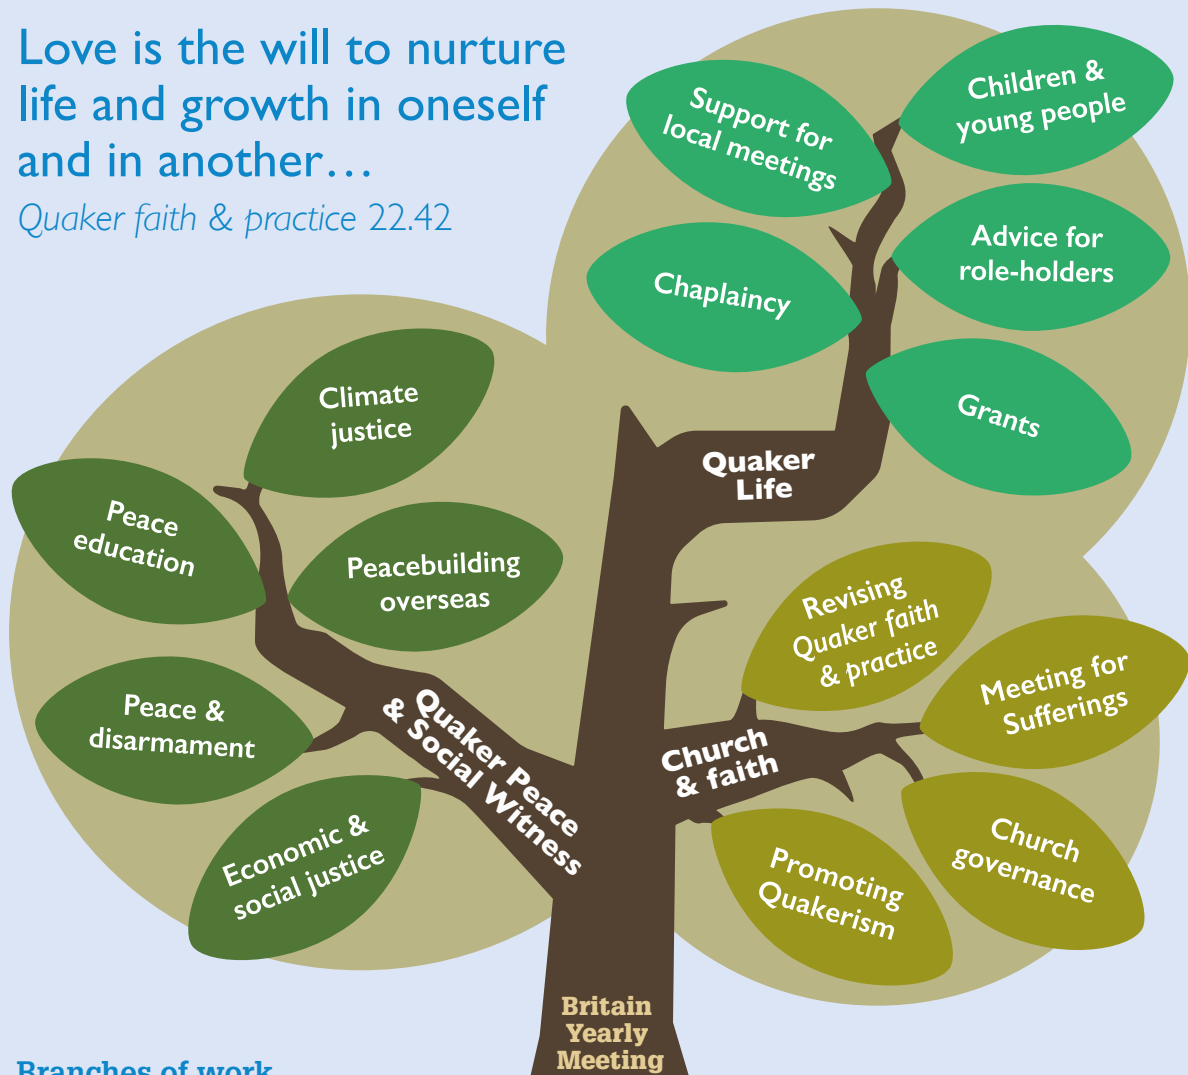 Love is the will to nurture
life and growth in oneself
and in another…
Quaker faith & practice 22.42
Support for
local meetings
Children &
young people
Advice for
role-holders
Chaplaincy
Grants
Quaker
Life
Climate
justice
Peace
education
Peacebuilding
overseas
Peace &
disarmament
Economic &
social justice
Quaker Peace
& Social Witness
Revising
Quaker faith
& practice
Meeting for
Sufferings
Church
& faith
Church
governance
Promoting
Quakerism
Britain
Yearly
Meeting
Branches of work